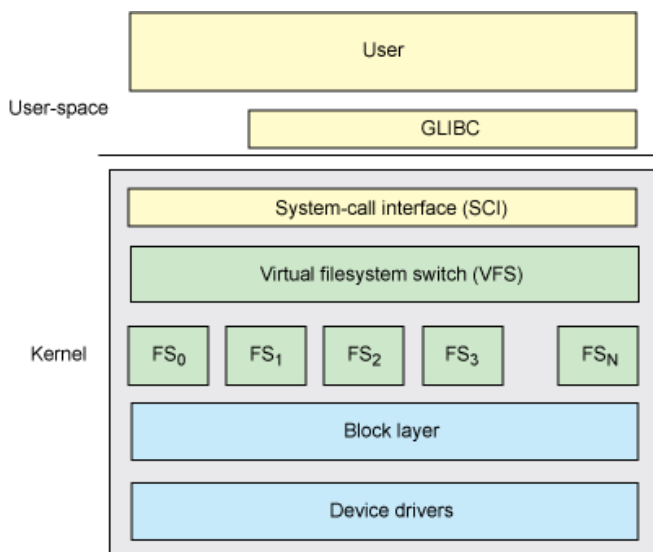 User
User-space
GLIBC
System-call interface (SCI)
Virtual filesystem switch (VFS)
Kernel
FS0 FS1 FS2 FS3 FSN
Block layer
Device drivers